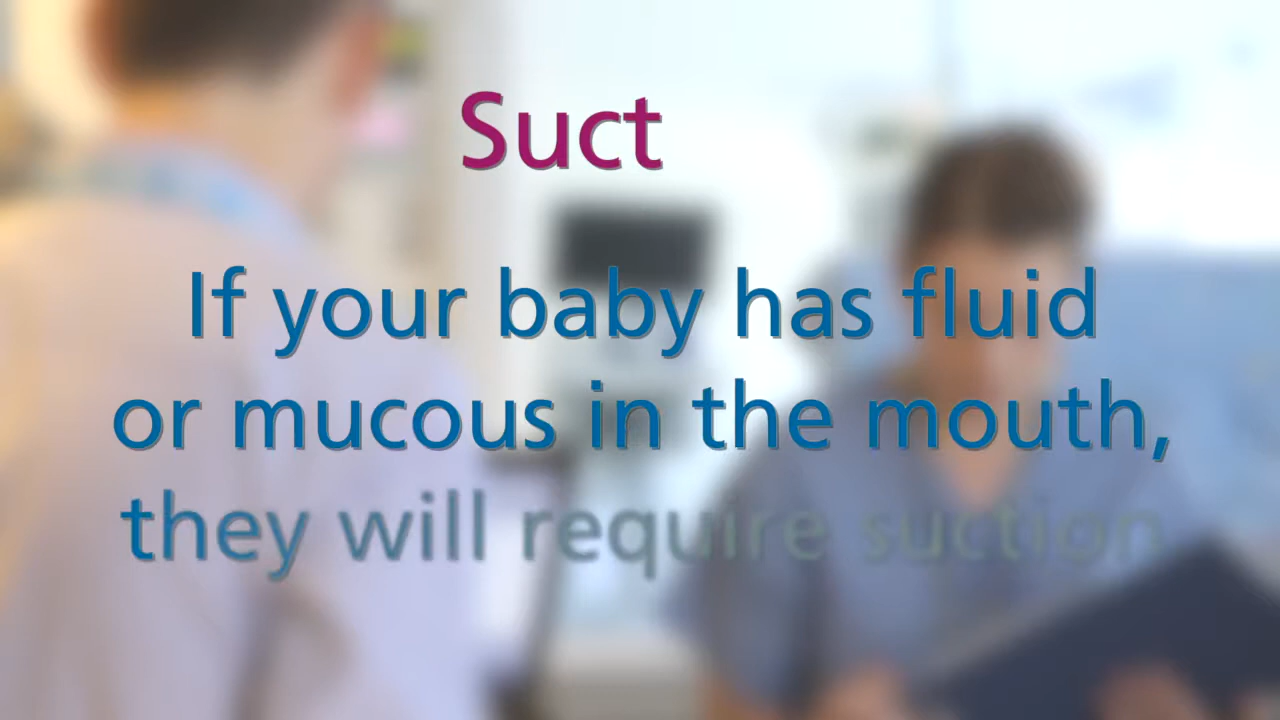 Suct
If your baby has fluid
or mucous in the mouth,
they will require suction